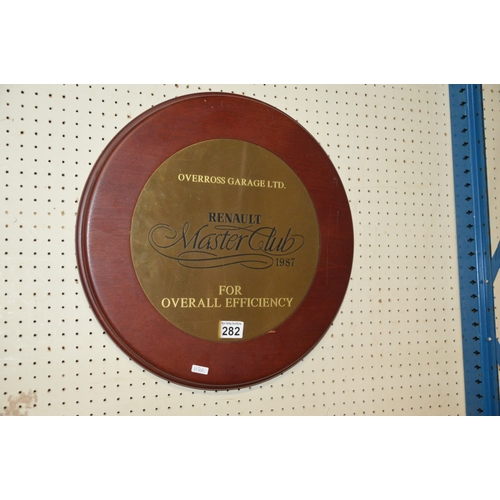 OVERROSS GARAGE LTD.
RENAULT
Master Club
1987
FOR
OVERALL EFFICIENCY
282